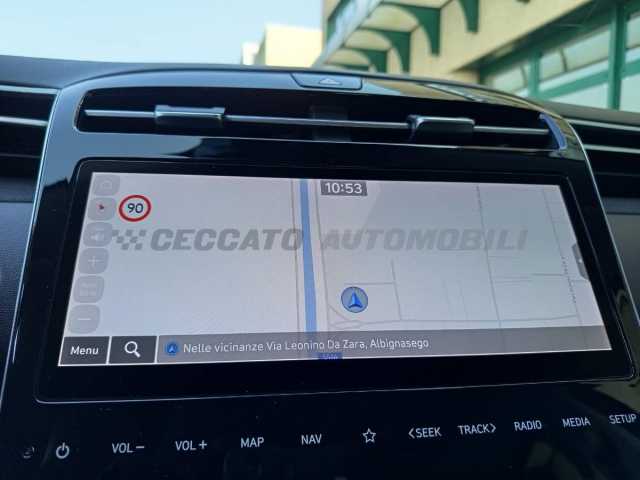 10:53
90
CECCATO AUTOMOBILI
Menu
Nelle vicinanze Via Leonino Da Zara, Albignasego
VOL− VOL+ MAP NAV ☆ <SEEK TRACK> RADIO MEDIA SETUP